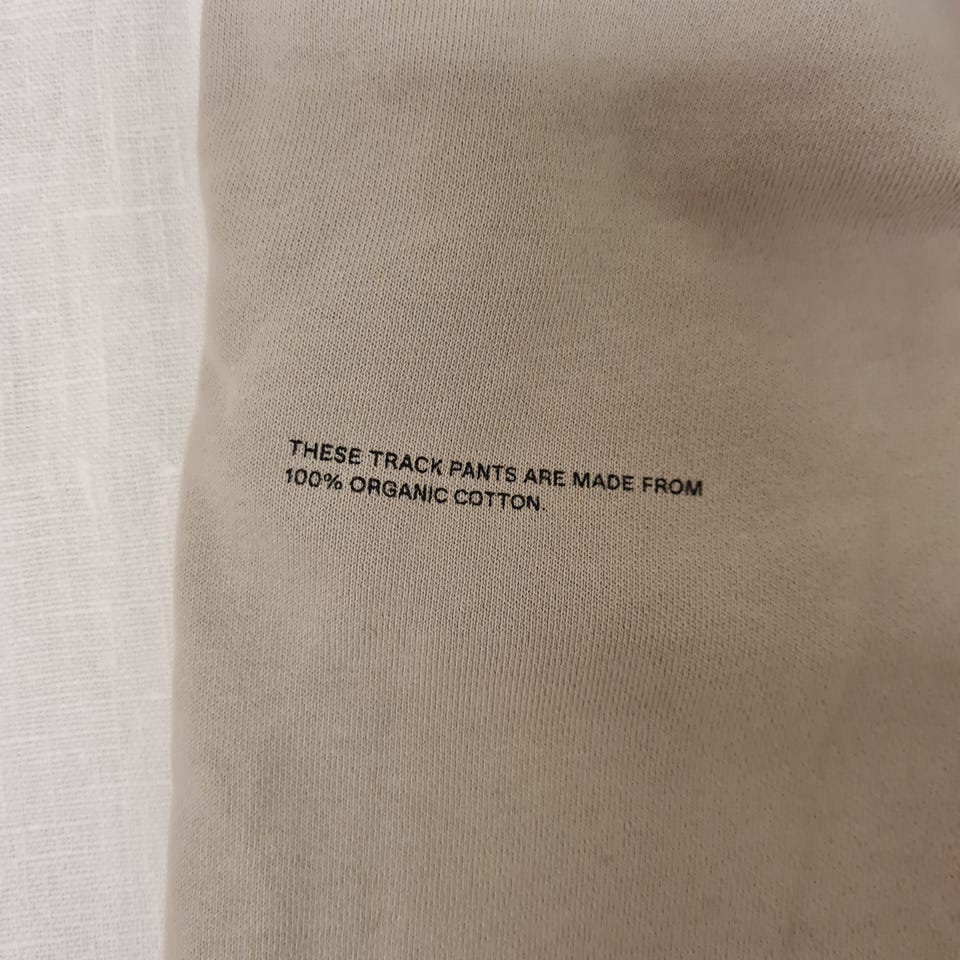 THESE TRACK PANTS ARE MADE FROM
100% ORGANIC COTTON.